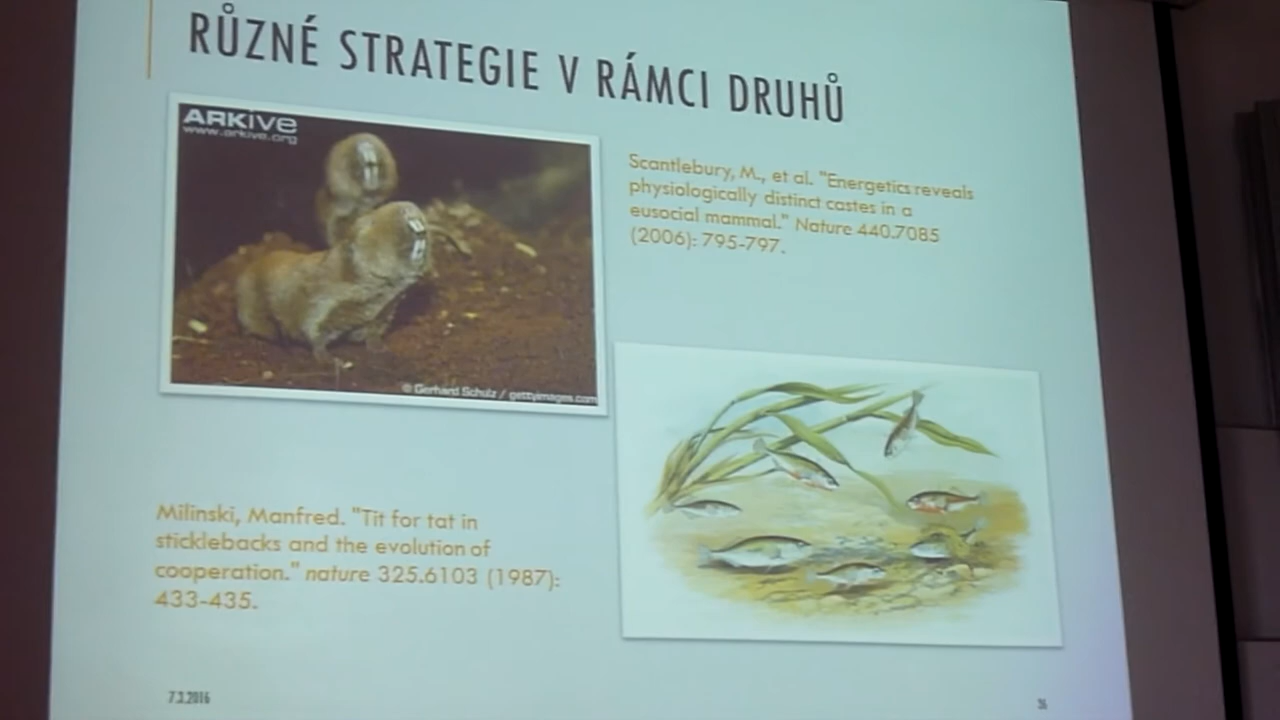 RŮZNÉ STRATEGIE V RÁMCI DRUHŮ
ARKive
www.arkive.org
Scantlebury, M., et al. "Energetics reveals
physiologically distinct castes in a
eusocial mammal." Nature 440.7085
(2006): 795-797.
© Gerhard Schulz / gettyimages.com
Milinski, Manfred. "Tit for tat in
sticklebacks and the evolution of
cooperation." nature 325.6103 (1987):
433-435.
7.3.2016
26